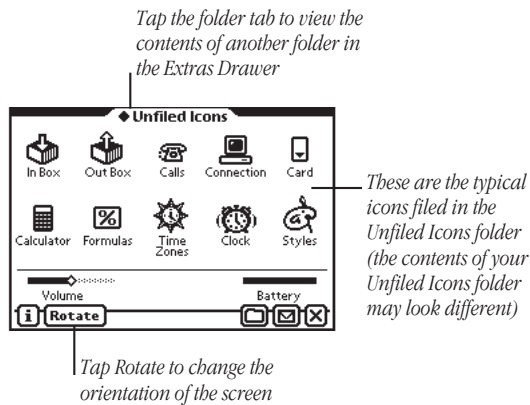 Tap the folder tab to view the
contents of another folder in
the Extras Drawer
Unfiled Icons
In Box
Out Box
Calls
Connection
Card
Calculator
Formulas
Time
Zones
Clock
Styles
These are the typical
icons filed in the
Unfiled Icons folder
(the contents of your
Unfiled Icons folder
may look different)
Volume
Battery
i
Rotate
Tap Rotate to change the
orientation of the screen